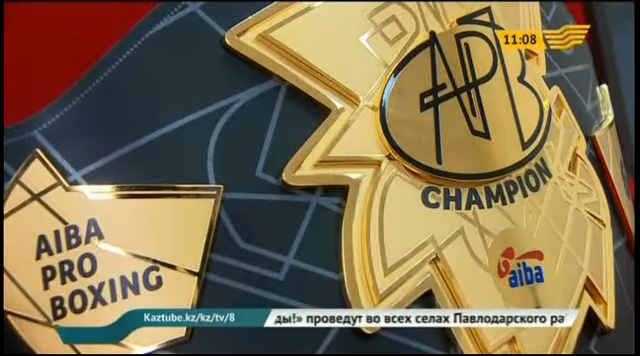 11:08
APB
CHAMPION
aiba
AIBA
PRO
BOXING
Kaztube.kz/kz/tv/8
ды!» проведут во всех селах Павлодарского ра